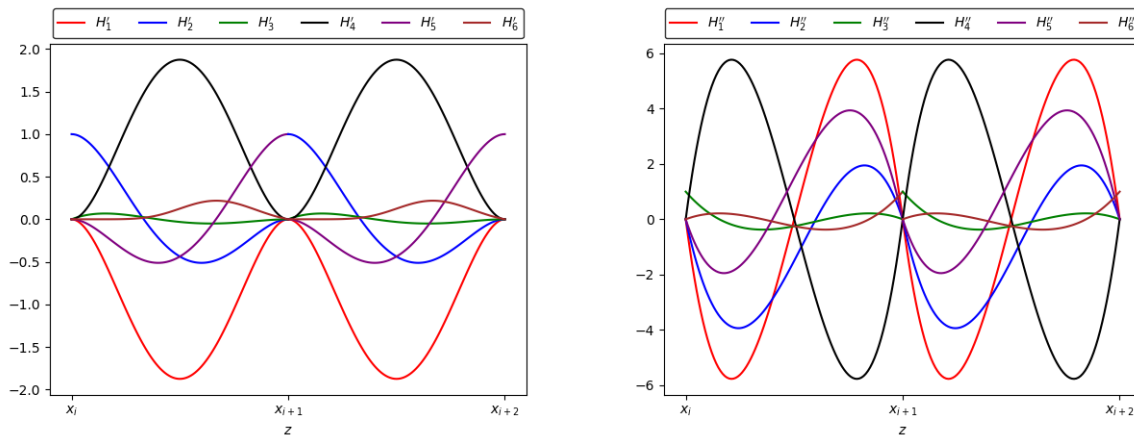 H′₁ H′₂ H′₃ H′₄ H′₅ H′₆
2.0
1.5
1.0
0.5
0.0
−0.5
−1.0
−1.5
−2.0
xᵢ xᵢ₊₁ xᵢ₊₂
z
H″₁ H″₂ H″₃ H″₄ H″₅ H″₆
6
4
2
0
−2
−4
−6
xᵢ xᵢ₊₁ xᵢ₊₂
z